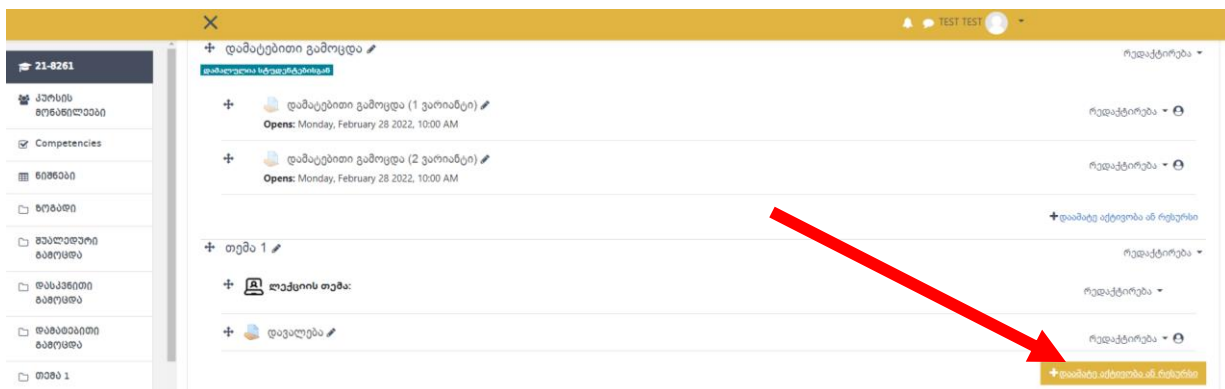 TEST TEST
21-8261
კურსის
მონაწილეები
Competencies
ნიშნები
ზოგადი
შუალედური
გამოცდა
დასკვნითი
გამოცდა
დამატებითი
გამოცდა
თემა 1
დამატებითი გამოცდა
რედაქტირება
დამალულია სტუდენტებისგან
დამატებითი გამოცდა (1 ვარიანტი)
რედაქტირება
Opens: Monday, February 28 2022, 10:00 AM
დამატებითი გამოცდა (2 ვარიანტი)
რედაქტირება
Opens: Monday, February 28 2022, 10:00 AM
დაამატე აქტივობა ან რესურსი
თემა 1
რედაქტირება
ლექციის თემა:
რედაქტირება
დავალება
რედაქტირება
დაამატე აქტივობა ან რესურსი